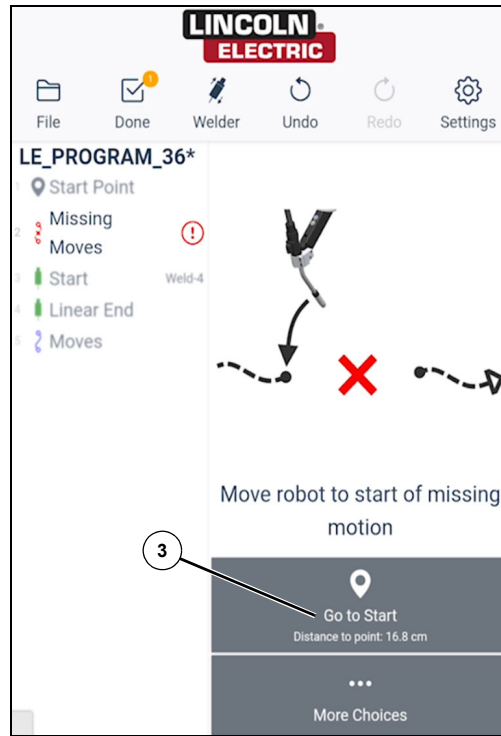 LINCOLN
ELECTRIC
1
File Done Welder Undo Redo Settings
LE_PROGRAM_36*
1 Start Point
2 Missing
Moves
3 Start Weld-4
4 Linear End
5 Moves
Move robot to start of missing
motion
3
Go to Start
Distance to point: 16.8 cm
More Choices